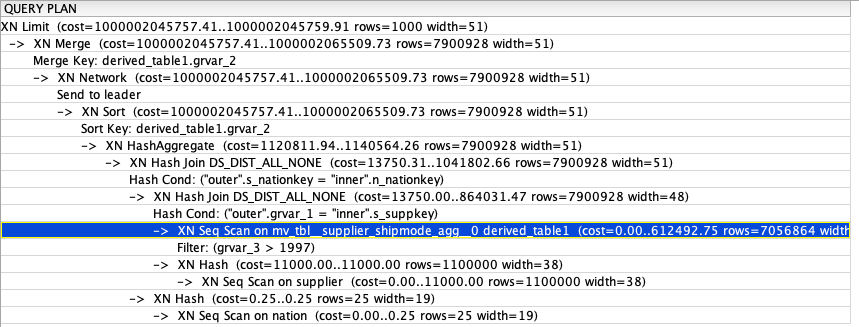 QUERY PLAN
XN Limit (cost=1000002045757.41..1000002045759.91 rows=1000 width=51)
-> XN Merge (cost=1000002045757.41..1000002065509.73 rows=7900928 width=51)
Merge Key: derived_table1.grvar_2
-> XN Network (cost=1000002045757.41..1000002065509.73 rows=7900928 width=51)
Send to leader
-> XN Sort (cost=1000002045757.41..1000002065509.73 rows=7900928 width=51)
Sort Key: derived_table1.grvar_2
-> XN HashAggregate (cost=1120811.94..1140564.26 rows=7900928 width=51)
-> XN Hash Join DS_DIST_ALL_NONE (cost=13750.31..1041802.66 rows=7900928 width=51)
Hash Cond: ("outer".s_nationkey = "inner".n_nationkey)
-> XN Hash Join DS_DIST_ALL_NONE (cost=13750.00..864031.47 rows=7900928 width=48)
Hash Cond: ("outer".grvar_1 = "inner".s_suppkey)
-> XN Seq Scan on mv_tbl__supplier_shipmode_agg__0 derived_table1 (cost=0.00..612492.75 rows=7056864 width
Filter: (grvar_3 > 1997)
-> XN Hash (cost=11000.00..11000.00 rows=1100000 width=38)
-> XN Seq Scan on supplier (cost=0.00..11000.00 rows=1100000 width=38)
-> XN Hash (cost=0.25..0.25 rows=25 width=19)
-> XN Seq Scan on nation (cost=0.00..0.25 rows=25 width=19)